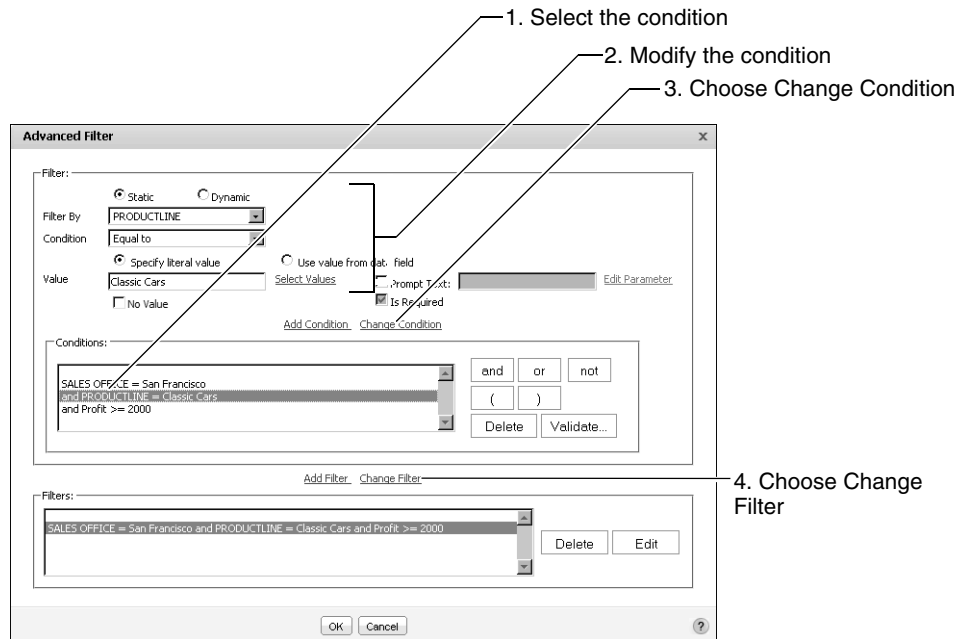 1. Select the condition
2. Modify the condition
3. Choose Change Condition
Advanced Filter x
Filter:
Static Dynamic
Filter By PRODUCTLINE
Condition Equal to
Specify literal value Use value from data field
Value Classic Cars Select Values Prompt Text: Edit Parameter
No Value Is Required
Add Condition Change Condition
Conditions:
SALES OFFICE = San Francisco
and PRODUCTLINE = Classic Cars
and Profit >= 2000
and or not
( )
Delete Validate...
Add Filter Change Filter
4. Choose Change
Filter
Filters:
SALES OFFICE = San Francisco and PRODUCTLINE = Classic Cars and Profit >= 2000
Delete Edit
OK Cancel ?